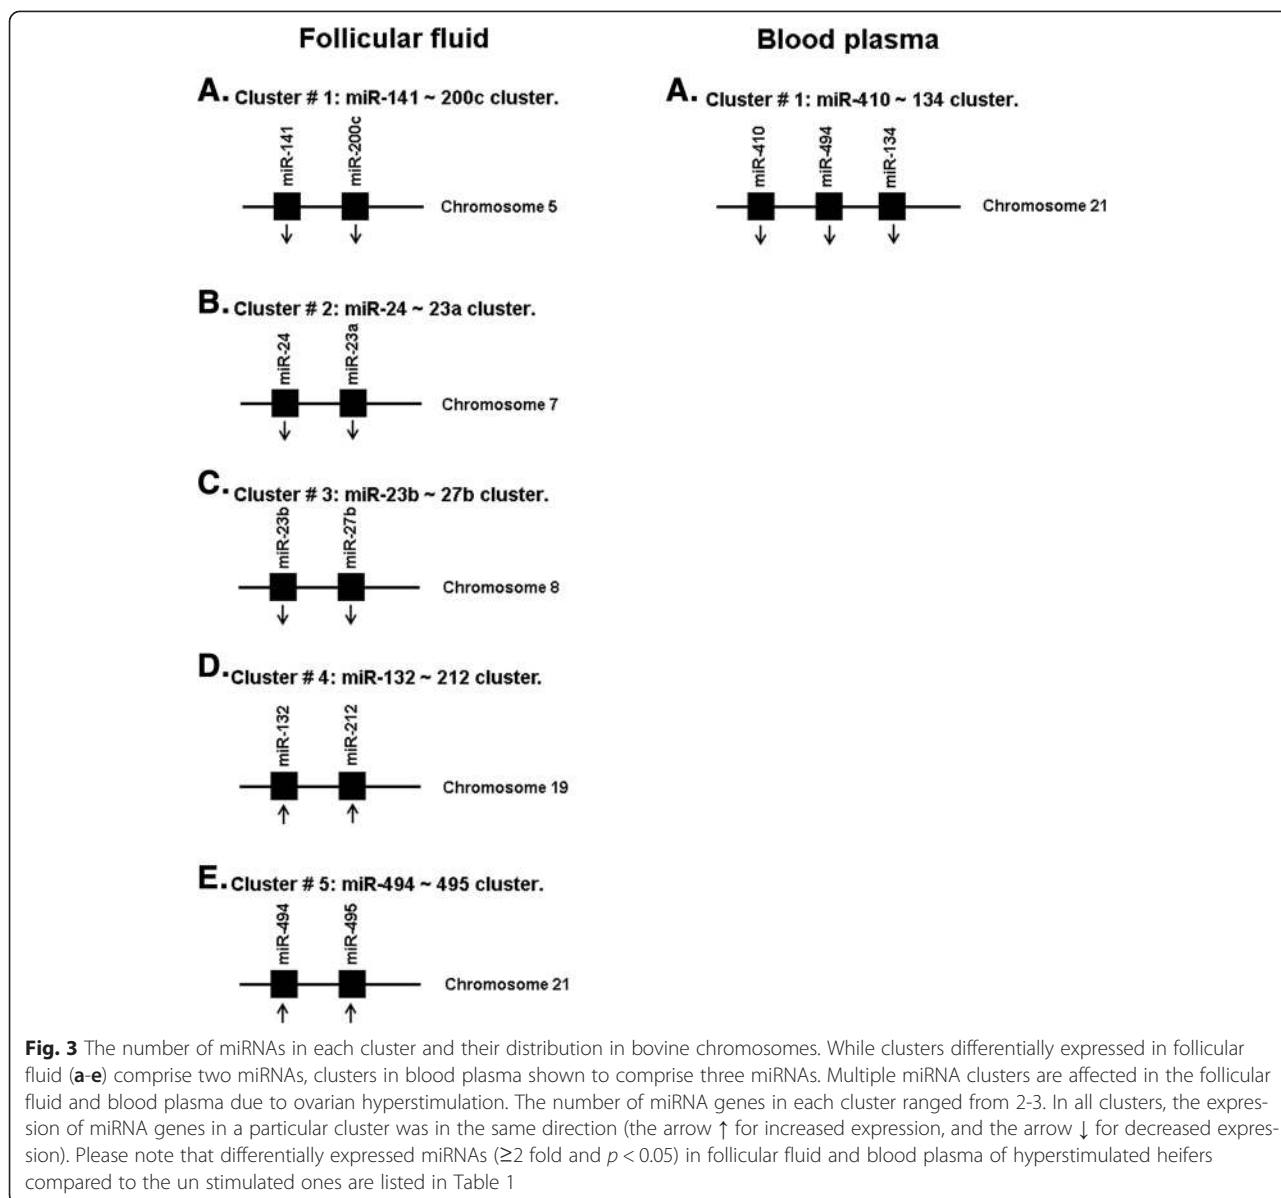 Follicular fluid
A. Cluster # 1: miR-141 ~ 200c cluster.
miR-141
miR-200c
Chromosome 5
↓ ↓
B. Cluster # 2: miR-24 ~ 23a cluster.
miR-24
miR-23a
Chromosome 7
↓ ↓
C. Cluster # 3: miR-23b ~ 27b cluster.
miR-23b
miR-27b
Chromosome 8
↓ ↓
D. Cluster # 4: miR-132 ~ 212 cluster.
miR-132
miR-212
Chromosome 19
↑ ↑
E. Cluster # 5: miR-494 ~ 495 cluster.
miR-494
miR-495
Chromosome 21
↑ ↑
Blood plasma
A. Cluster # 1: miR-410 ~ 134 cluster.
miR-410
miR-494
miR-134
Chromosome 21
↓ ↓ ↓
Fig. 3 The number of miRNAs in each cluster and their distribution in bovine chromosomes. While clusters differentially expressed in follicular
fluid (a-e) comprise two miRNAs, clusters in blood plasma shown to comprise three miRNAs. Multiple miRNA clusters are affected in the follicular
fluid and blood plasma due to ovarian hyperstimulation. The number of miRNA genes in each cluster ranged from 2-3. In all clusters, the expres-
sion of miRNA genes in a particular cluster was in the same direction (the arrow ↑ for increased expression, and the arrow ↓ for decreased expres-
sion). Please note that differentially expressed miRNAs (≥2 fold and p < 0.05) in follicular fluid and blood plasma of hyperstimulated heifers
compared to the un stimulated ones are listed in Table 1